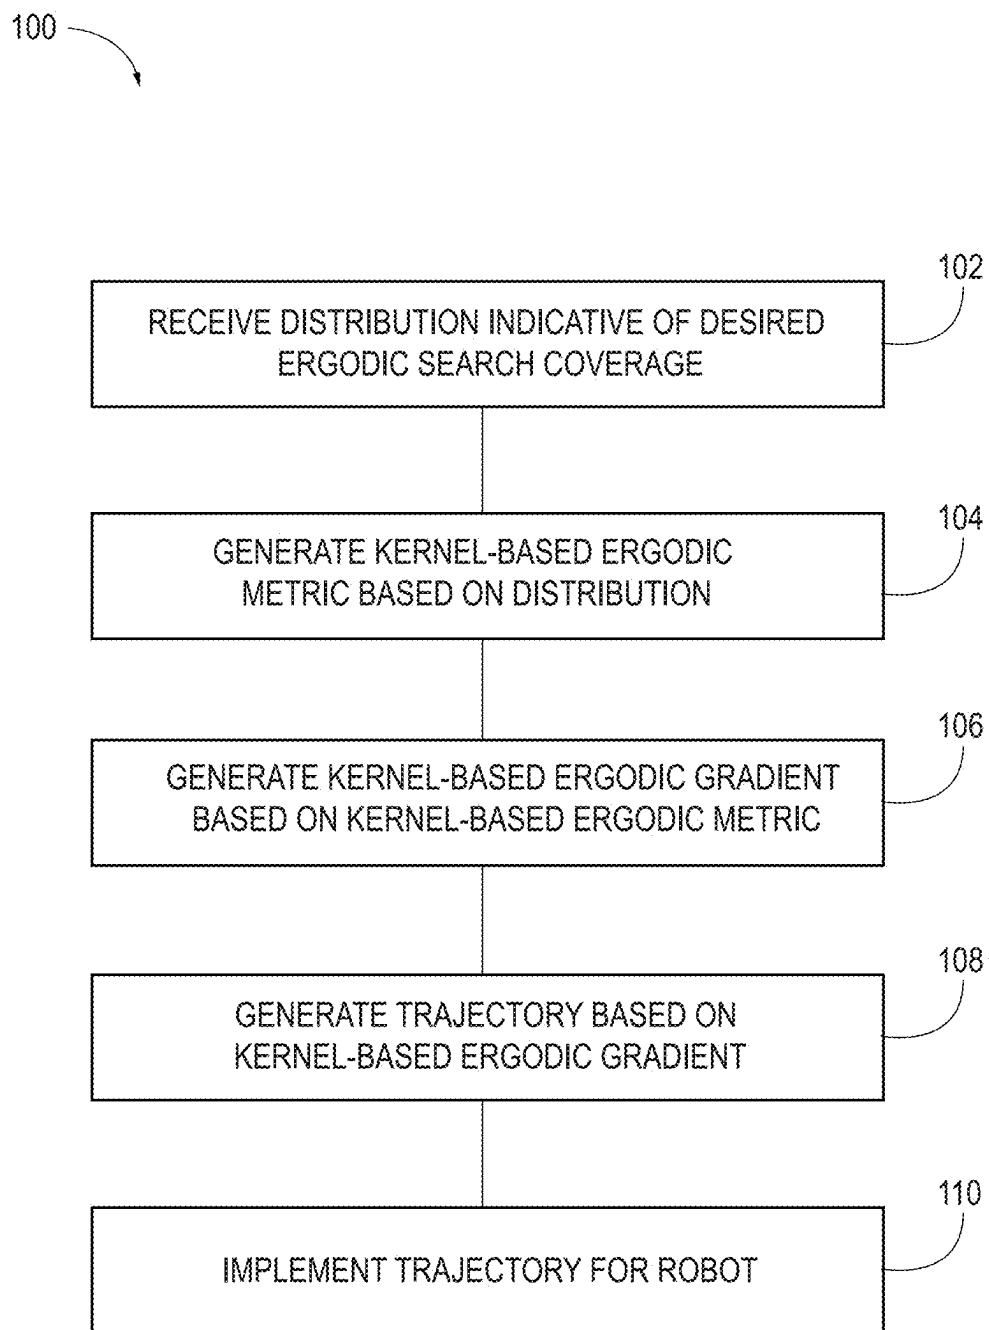 100
102
RECEIVE DISTRIBUTION INDICATIVE OF DESIRED
ERGODIC SEARCH COVERAGE
104
GENERATE KERNEL-BASED ERGODIC
METRIC BASED ON DISTRIBUTION
106
GENERATE KERNEL-BASED ERGODIC GRADIENT
BASED ON KERNEL-BASED ERGODIC METRIC
108
GENERATE TRAJECTORY BASED ON
KERNEL-BASED ERGODIC GRADIENT
110
IMPLEMENT TRAJECTORY FOR ROBOT